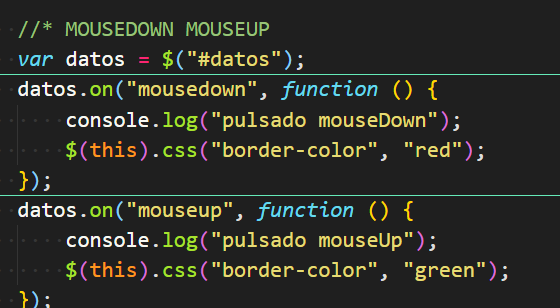 //* MOUSEDOWN MOUSEUP
var datos = $("#datos");
datos.on("mousedown", function () {
    console.log("pulsado mouseDown");
    $(this).css("border-color", "red");
});
datos.on("mouseup", function () {
    console.log("pulsado mouseUp");
    $(this).css("border-color", "green");
});